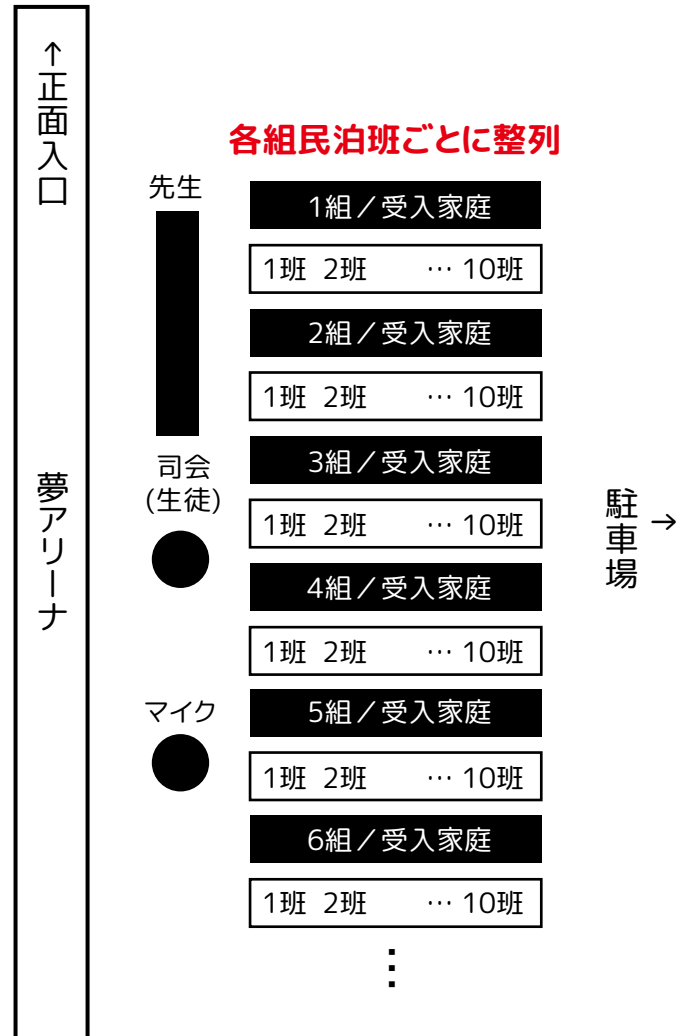 ↑正面入口
夢アリーナ
各組民泊班ごとに整列
先生
1組／受入家庭
1班 2班 … 10班
2組／受入家庭
1班 2班 … 10班
司会
(生徒)
3組／受入家庭
1班 2班 … 10班
4組／受入家庭
1班 2班 … 10班
マイク
5組／受入家庭
1班 2班 … 10班
6組／受入家庭
1班 2班 … 10班
⋮
駐車場 →